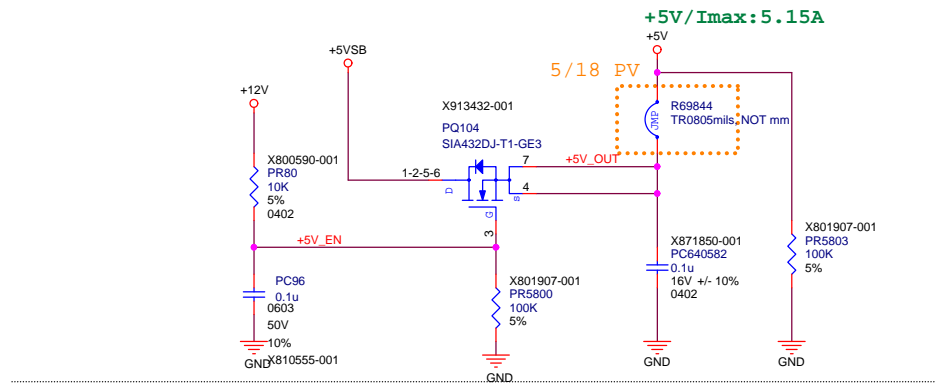 +5V/Imax:5.15A
+5V
+5VSB
5/18 PV
+12V
X913432-001
PQ104
SIA432DJ-T1-GE3
R69844
TR0805mils, NOT mm
JMP
X800590-001
PR80
10K
5%
0402
1-2-5-6
D
S
G
7
+5V_OUT
4
3
+5V_EN
X871850-001
PC640582
0.1u
16V +/- 10%
0402
X801907-001
PR5803
100K
5%
PC96
0.1u
0603
50V
10%
X810555-001
X801907-001
PR5800
100K
5%
GND
GND
GND
GND